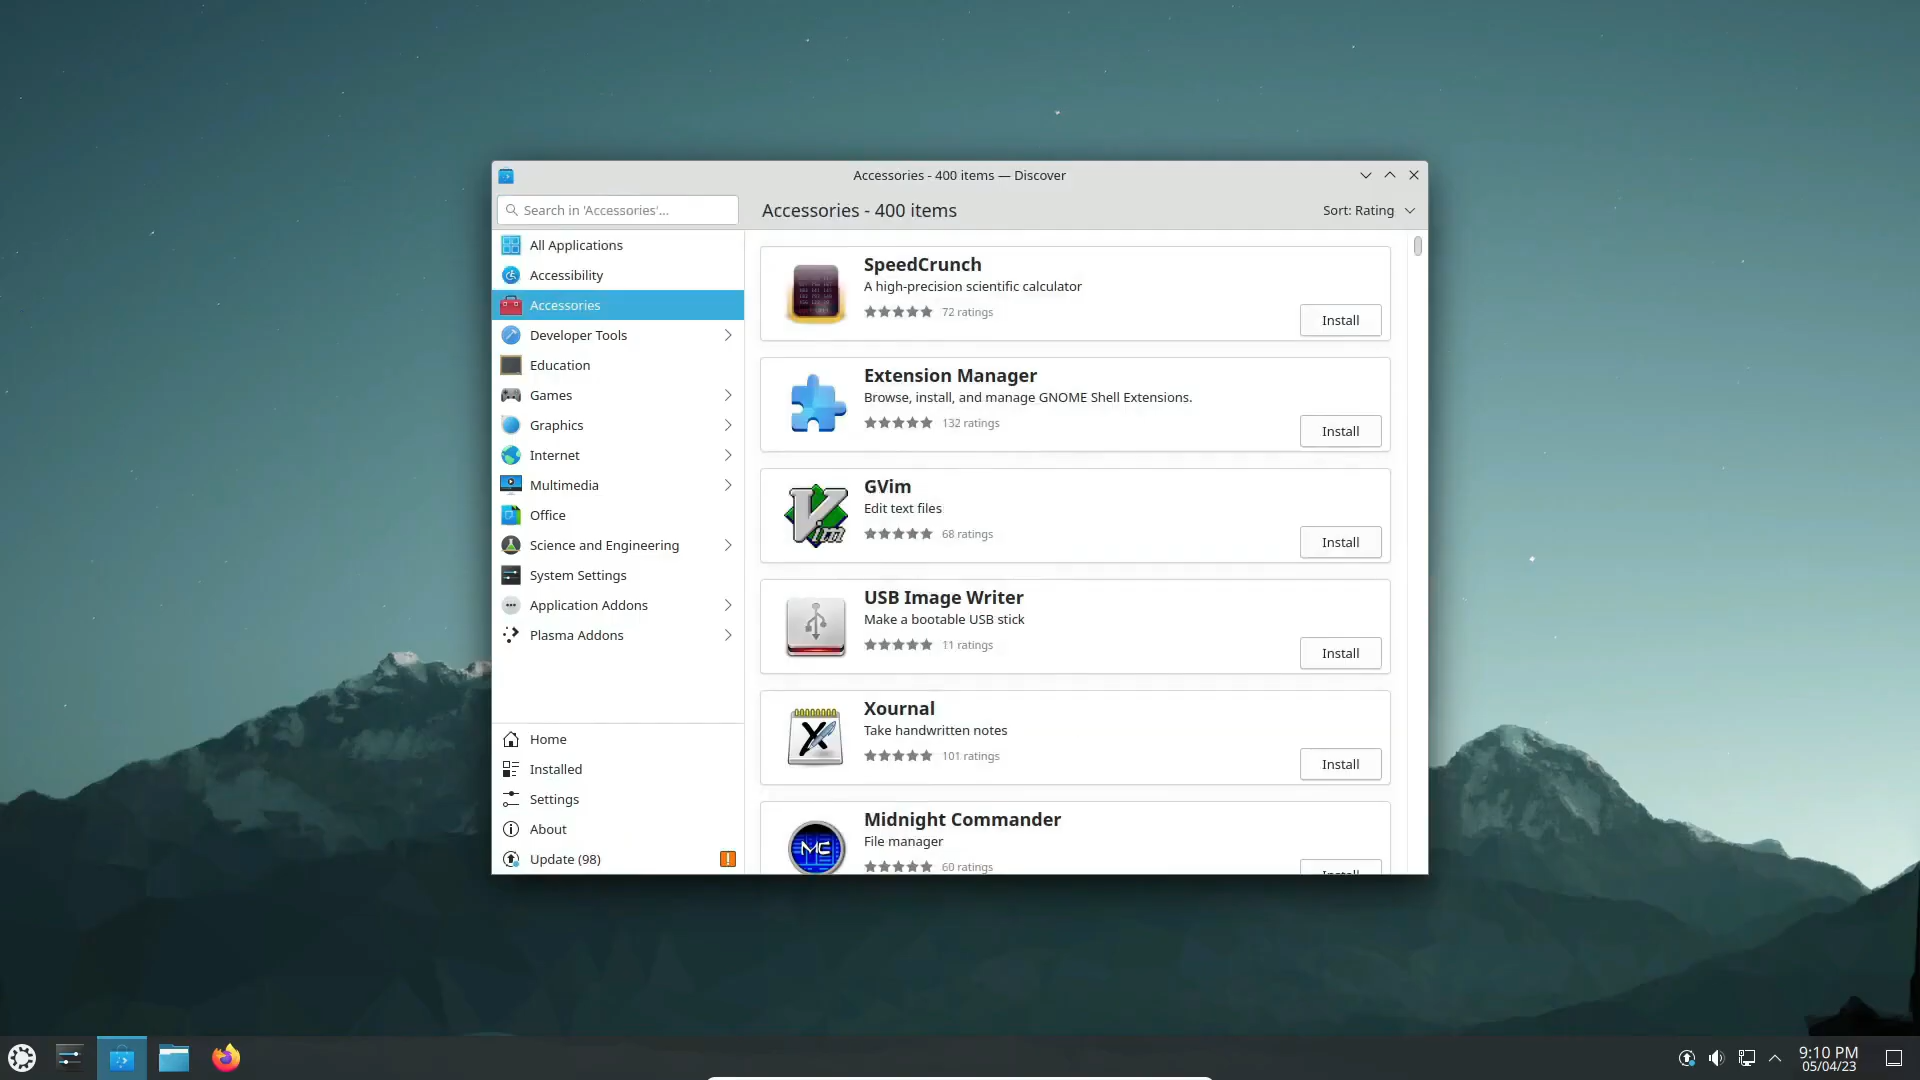 Accessories - 400 items — Discover
Search in 'Accessories'...
Accessories - 400 items
Sort: Rating
All Applications
Accessibility
Accessories
Developer Tools
Education
Games
Graphics
Internet
Multimedia
Office
Science and Engineering
System Settings
Application Addons
Plasma Addons
Home
Installed
Settings
About
Update (98)
SpeedCrunch
A high-precision scientific calculator
72 ratings
Install
Extension Manager
Browse, install, and manage GNOME Shell Extensions.
132 ratings
Install
GVim
Edit text files
68 ratings
Install
Vim
USB Image Writer
Make a bootable USB stick
11 ratings
Install
Xournal
Take handwritten notes
101 ratings
Install
X
Midnight Commander
File manager
60 ratings
Install
MC
9:10 PM
05/04/23